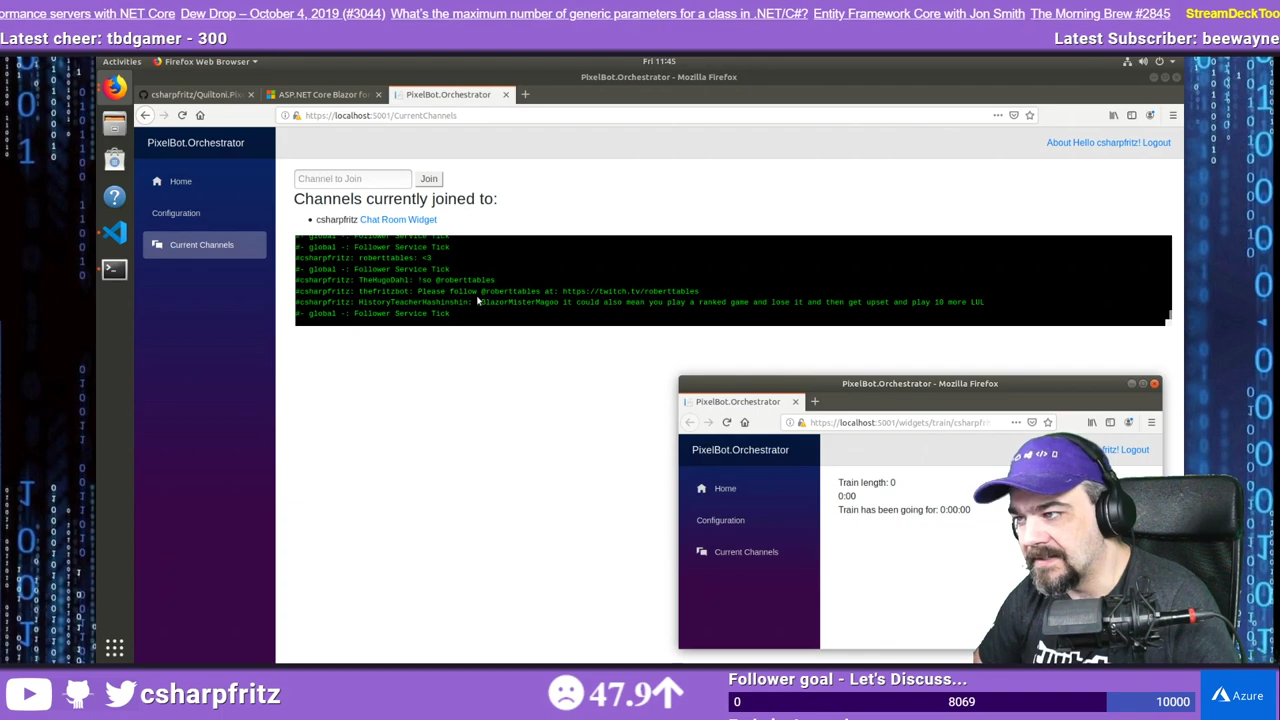 ormance servers with NET Core Dew Drop – October 4, 2019 (#3044) What's the maximum number of generic parameters for a class in .NET/C#? Entity Framework Core with Jon Smith The Morning Brew #2845 StreamDeckToo
Latest cheer: tbdgamer - 300
Latest Subscriber: beewayne
Activities Firefox Web Browser Fri 11:45
PixelBot.Orchestrator - Mozilla Firefox
csharpfritz/Quiltoni.Pix ASP.NET Core Blazor for PixelBot.Orchestrator
https://localhost:5001/CurrentChannels
PixelBot.Orchestrator
About Hello csharpfritz! Logout
Home
Configuration
Current Channels
Channel to Join Join
Channels currently joined to:
csharpfritz Chat Room Widget
#- global -: Follower Service Tick
#- global -: Follower Service Tick
#csharpfritz: roberttables: <3
#- global -: Follower Service Tick
#csharpfritz: TheHugoDahl: !so @roberttables
#csharpfritz: thefritzbot: Please follow @roberttables at: https://twitch.tv/roberttables
#csharpfritz: HistoryTeacherHashinshin: BlazorMisterMagoo it could also mean you play a ranked game and lose it and then get upset and play 10 more LUL
#- global -: Follower Service Tick
PixelBot.Orchestrator - Mozilla Firefox
PixelBot.Orchestrator
https://localhost:5001/widgets/train/csharpfr
PixelBot.Orchestrator
fritz! Logout
Home
Configuration
Current Channels
Train length: 0
0:00
Train has been going for: 0:00:00
csharpfritz
47.9
Follower goal - Let's Discuss...
0 8069 10000
Azure